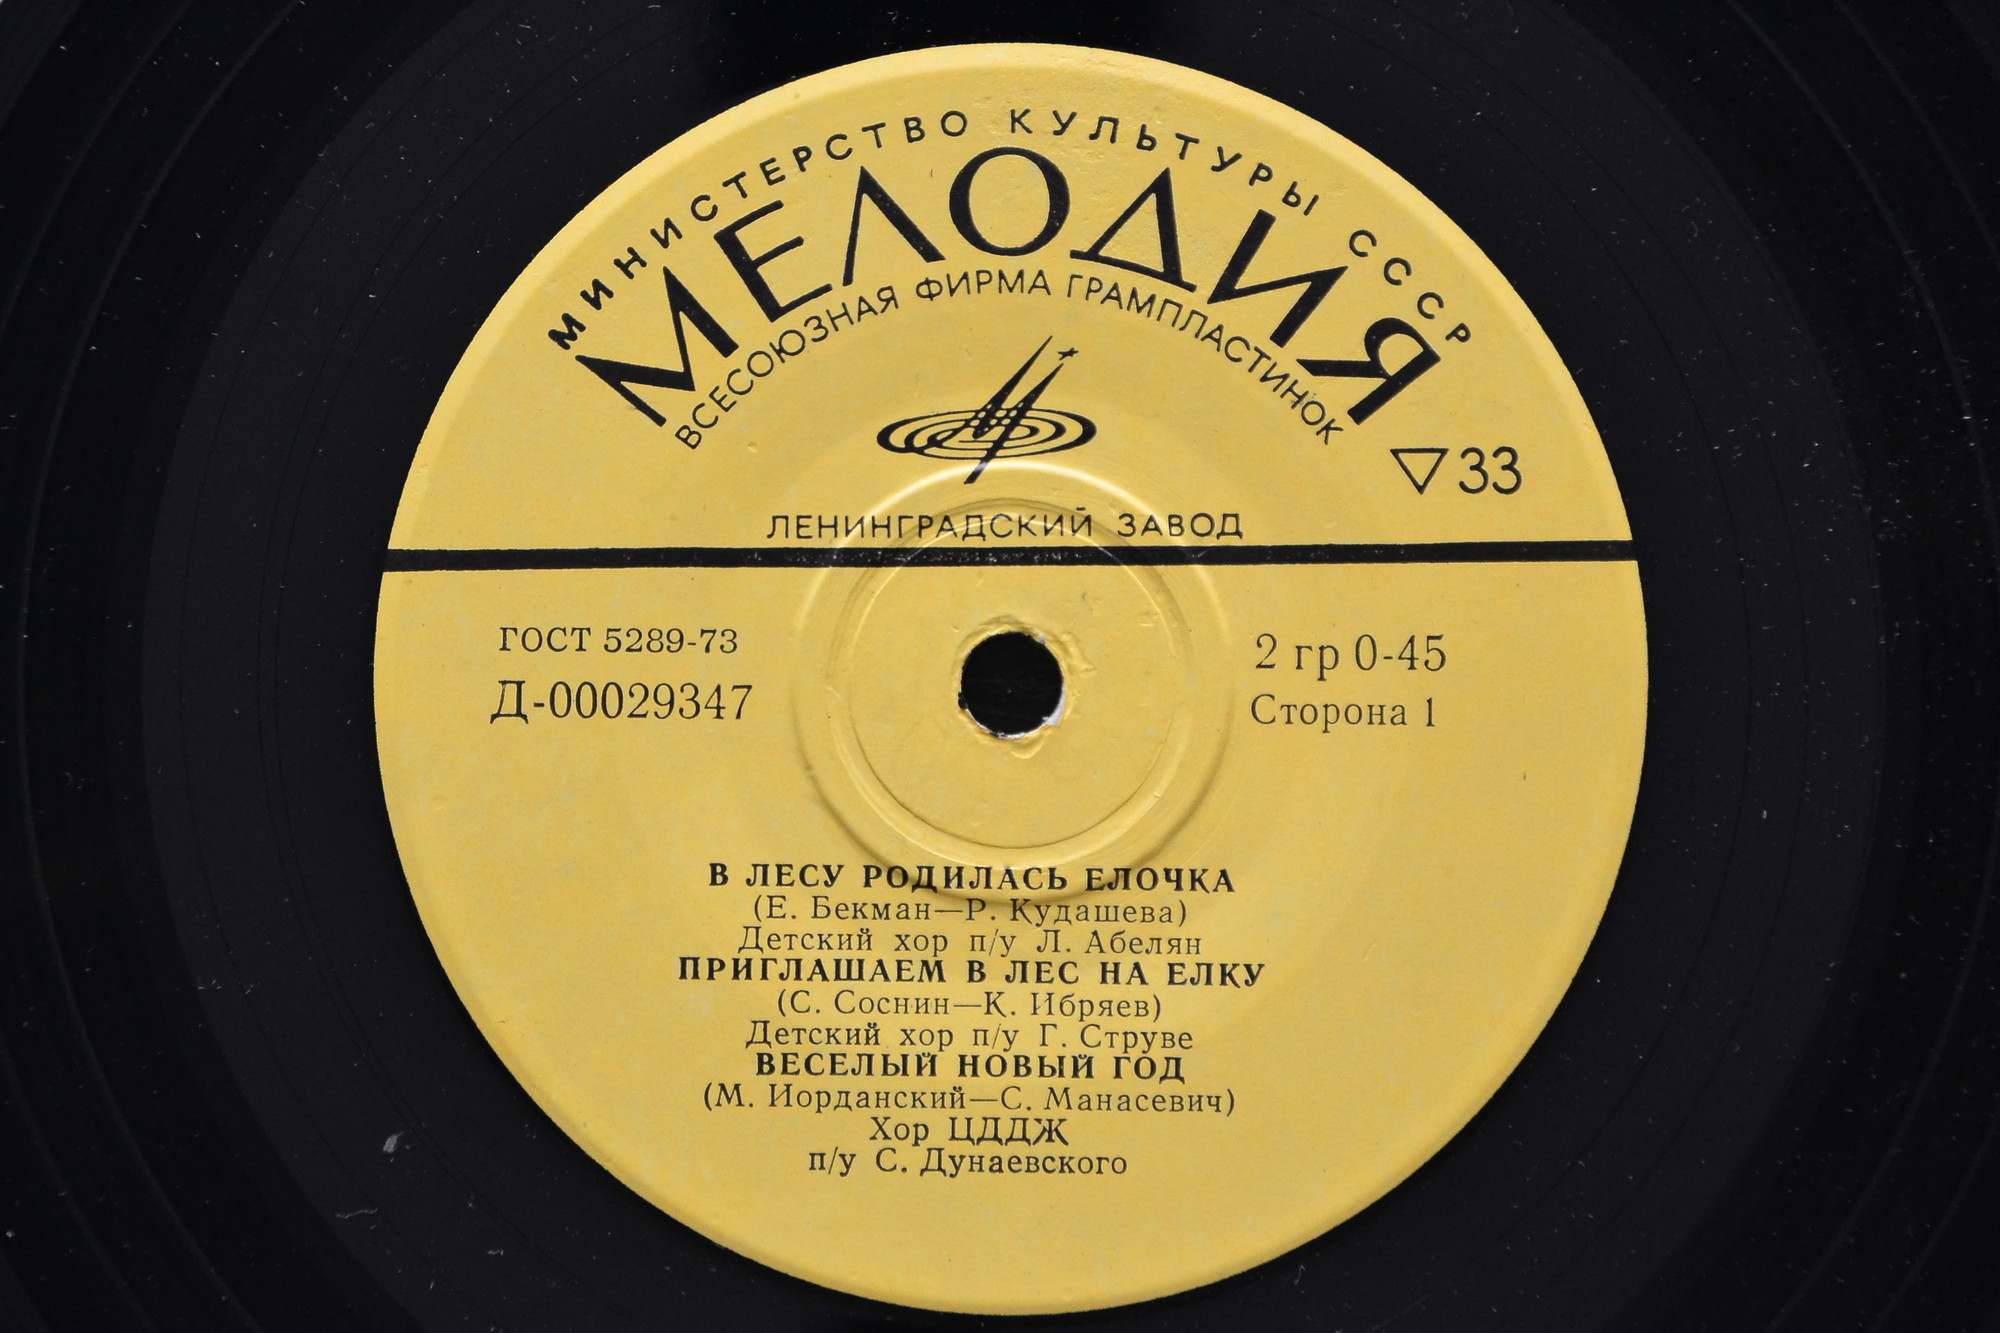 МИНИСТЕРСТВО КУЛЬТУРЫ СССР
МЕЛОДИЯ
ВСЕСОЮЗНАЯ ФИРМА ГРАМПЛАСТИНОК
▽33
ЛЕНИНГРАДСКИЙ ЗАВОД
ГОСТ 5289-73
Д-00029347
2 гр 0-45
Сторона 1
В ЛЕСУ РОДИЛАСЬ ЕЛОЧКА
(Е. Бекман—Р. Кудашева)
Детский хор п/у Л. Абелян
ПРИГЛАШАЕМ В ЛЕС НА ЕЛКУ
(С. Соснин—К. Ибряев)
Детский хор п/у Г. Струве
ВЕСЕЛЫЙ НОВЫЙ ГОД
(М. Иорданский—С. Манасевич)
Хор ЦДДЖ
п/у С. Дунаевского